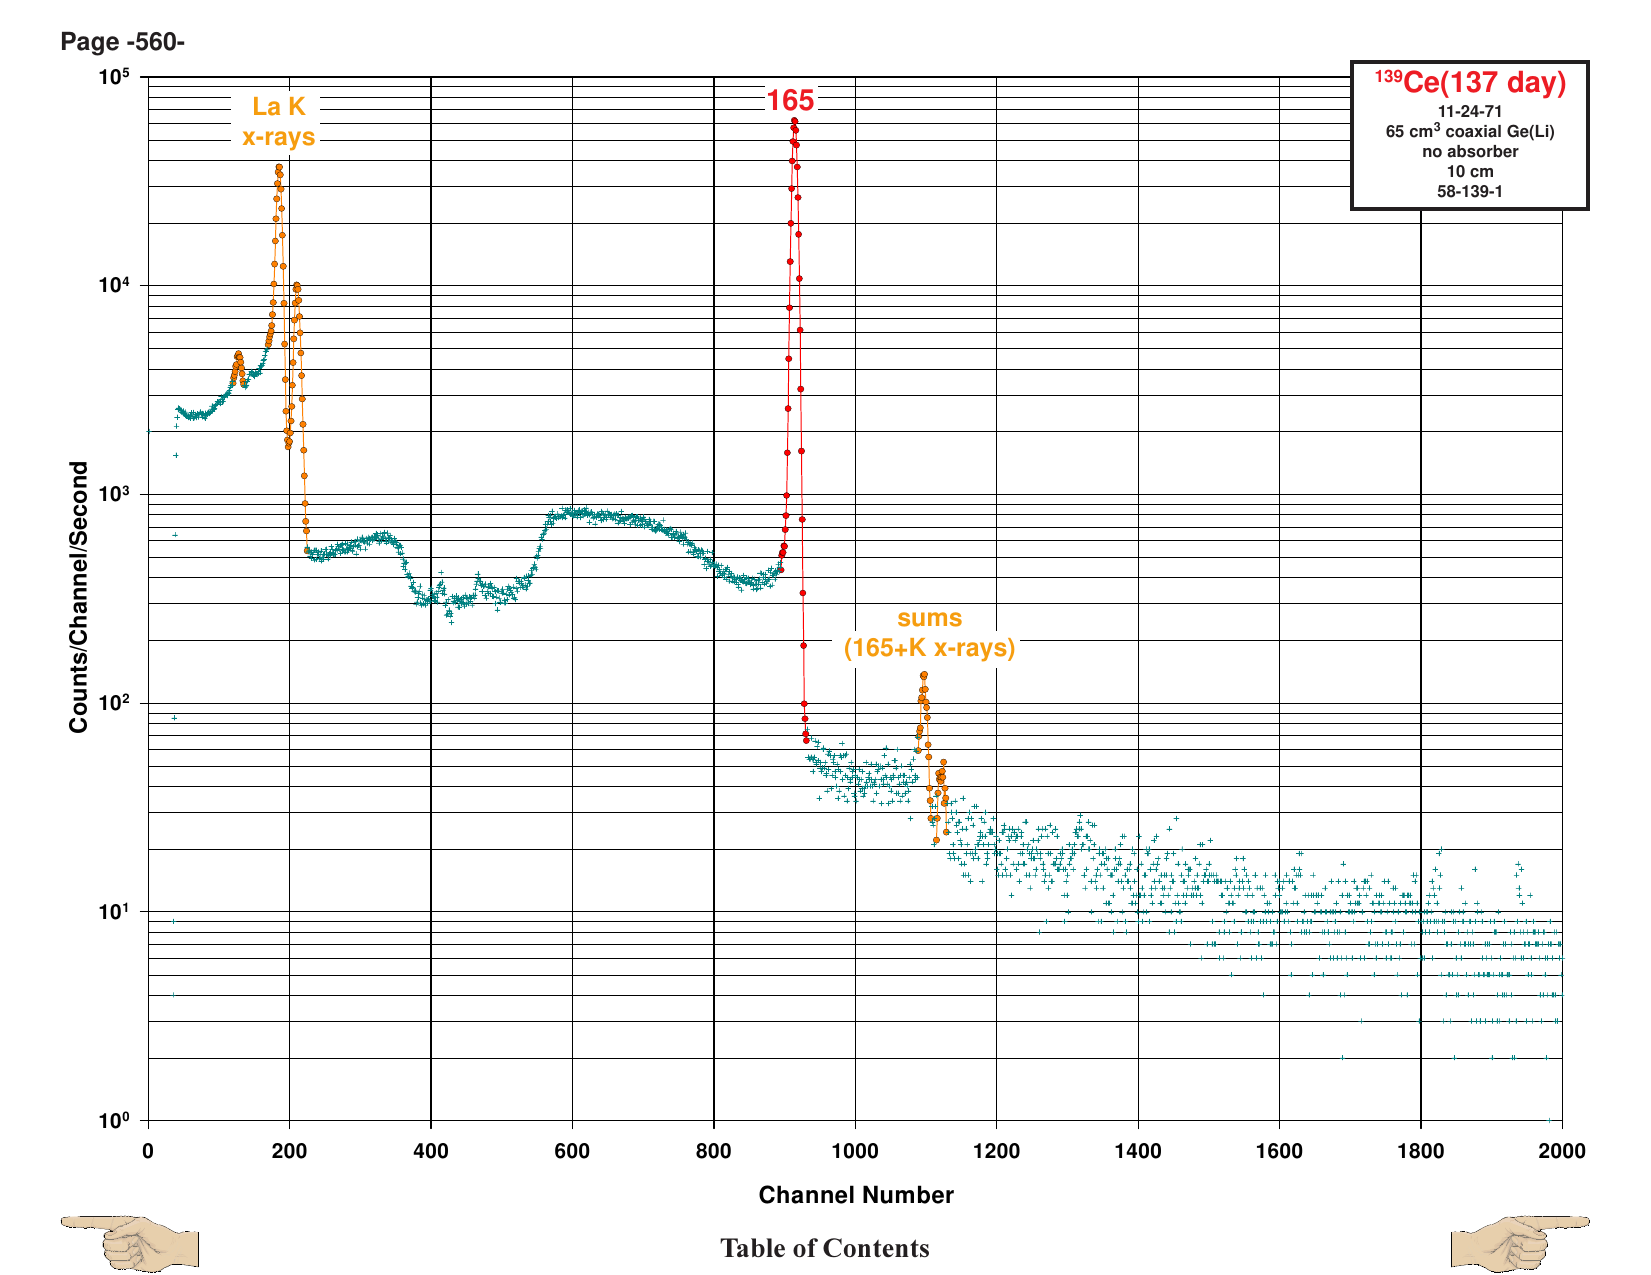 Page -560-
10⁵
10⁴
10³
10²
10¹
10⁰
Counts/Channel/Second
La K
x-rays
165
sums
(165+K x-rays)
¹³⁹Ce(137 day)
11-24-71
65 cm³ coaxial Ge(Li)
no absorber
10 cm
58-139-1
0 200 400 600 800 1000 1200 1400 1600 1800 2000
Channel Number
Table of Contents